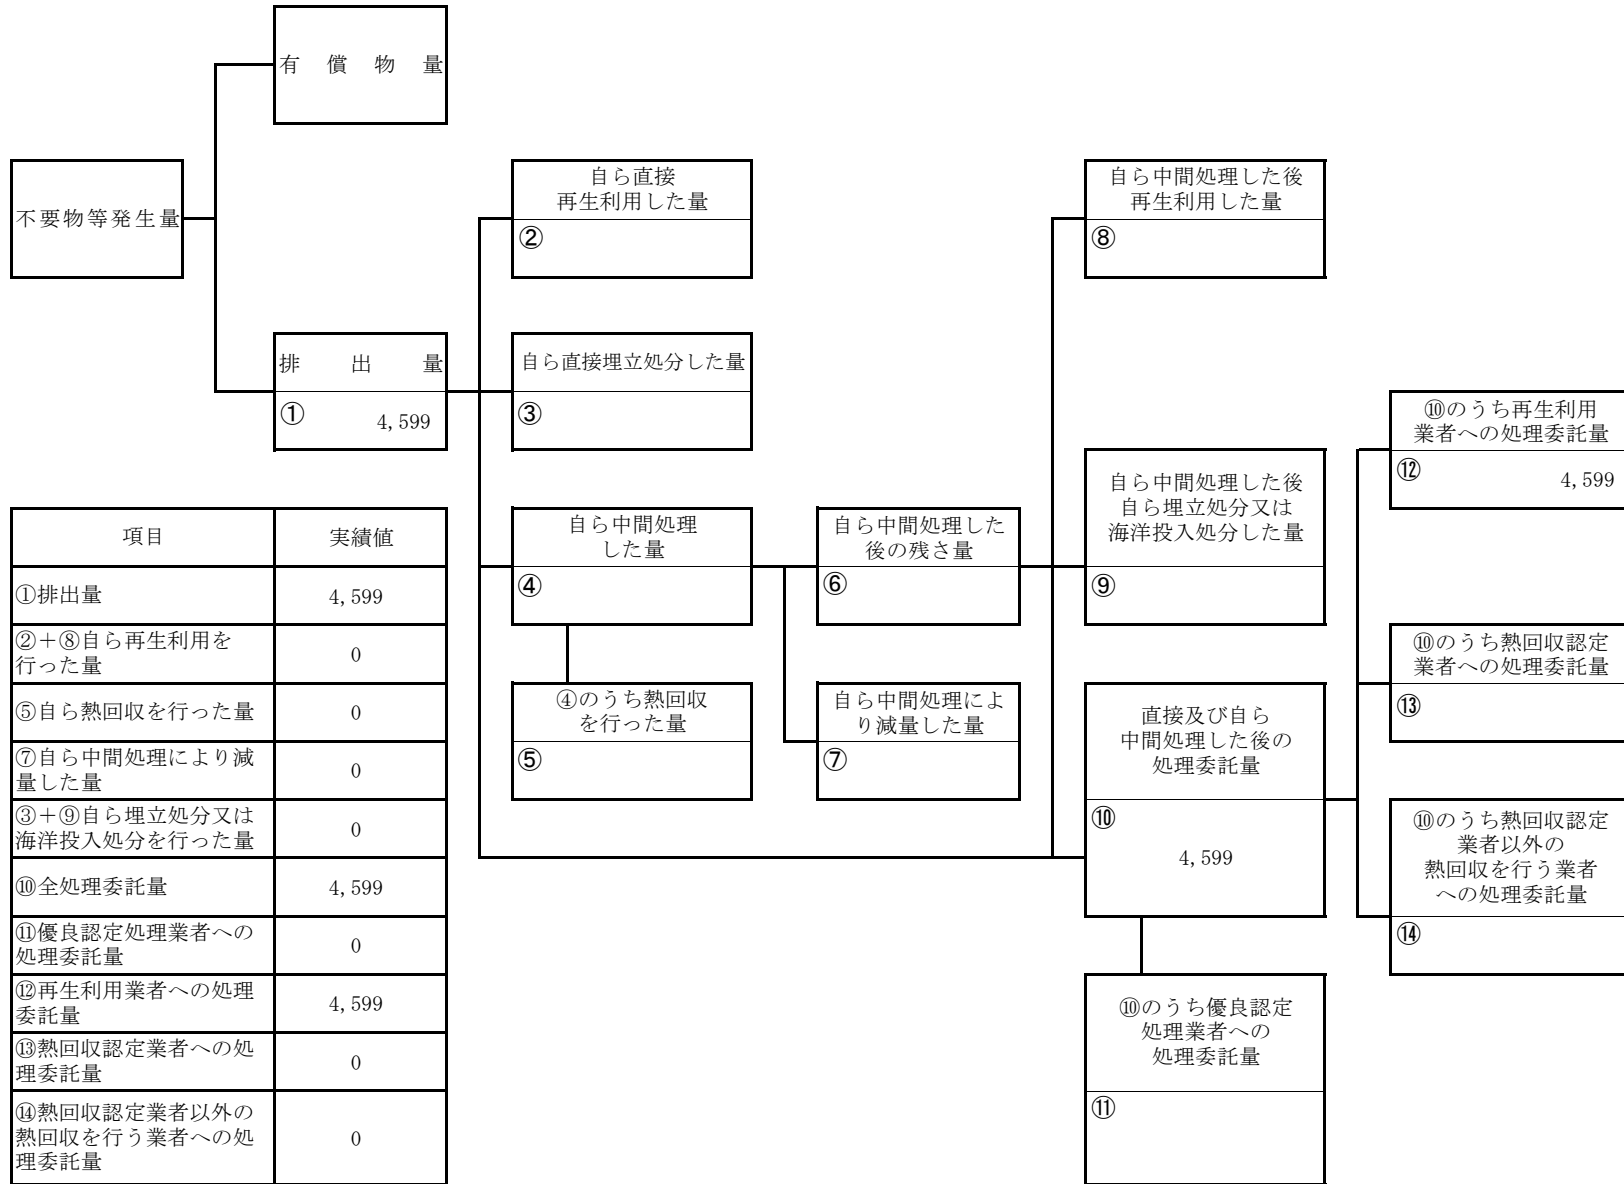 有償物量
不要物等発生量
自ら直接
再生利用した量
②
自ら中間処理した後
再生利用した量
⑧
排出量
① 4,599
自ら直接埋立処分した量
③
⑩のうち再生利用
業者への処理委託量
⑫ 4,599
自ら中間処理した後
自ら埋立処分又は
海洋投入処分した量
⑨
自ら中間処理
した量
④
自ら中間処理した
後の残さ量
⑥
⑩のうち熱回収認定
業者への処理委託量
⑬
④のうち熱回収
を行った量
⑤
自ら中間処理によ
り減量した量
⑦
直接及び自ら
中間処理した後の
処理委託量
⑩
4,599
⑩のうち熱回収認定
業者以外の
熱回収を行う業者
への処理委託量
⑭
⑩のうち優良認定
処理業者への
処理委託量
⑪
項目 実績値
①排出量 4,599
②+⑧自ら再生利用を
行った量 0
⑤自ら熱回収を行った量 0
⑦自ら中間処理により減
量した量 0
③+⑨自ら埋立処分又は
海洋投入処分を行った量 0
⑩全処理委託量 4,599
⑪優良認定処理業者への
処理委託量 0
⑫再生利用業者への処理
委託量 4,599
⑬熱回収認定業者への処
理委託量 0
⑭熱回収認定業者以外の
熱回収を行う業者への処
理委託量 0